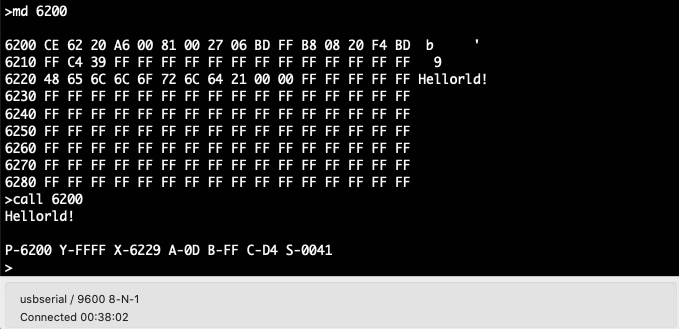 >md 6200
6200 CE 62 20 A6 00 81 00 27 06 BD FF B8 08 20 F4 BD  b     '
6210 FF C4 39 FF FF FF FF FF FF FF FF FF FF FF FF FF   9
6220 48 65 6C 6C 6F 72 6C 64 21 00 00 FF FF FF FF FF Hellorld!
6230 FF FF FF FF FF FF FF FF FF FF FF FF FF FF FF FF
6240 FF FF FF FF FF FF FF FF FF FF FF FF FF FF FF FF
6250 FF FF FF FF FF FF FF FF FF FF FF FF FF FF FF FF
6260 FF FF FF FF FF FF FF FF FF FF FF FF FF FF FF FF
6270 FF FF FF FF FF FF FF FF FF FF FF FF FF FF FF FF
6280 FF FF FF FF FF FF FF FF FF FF FF FF FF FF FF FF
>call 6200
Hellorld!
P-6200 Y-FFFF X-6229 A-0D B-FF C-D4 S-0041
>
usbserial / 9600 8-N-1
Connected 00:38:02